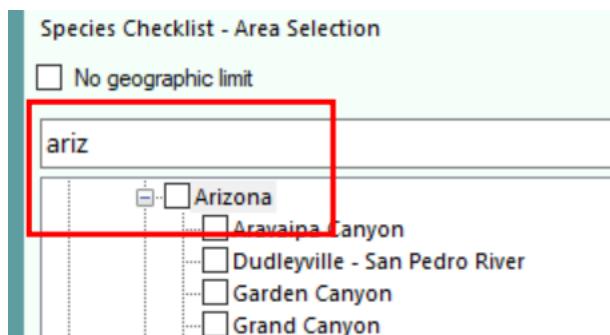 Species Checklist - Area Selection
No geographic limit
ariz
Arizona
Aravaipa Canyon
Dudleyville - San Pedro River
Garden Canyon
Grand Canyon